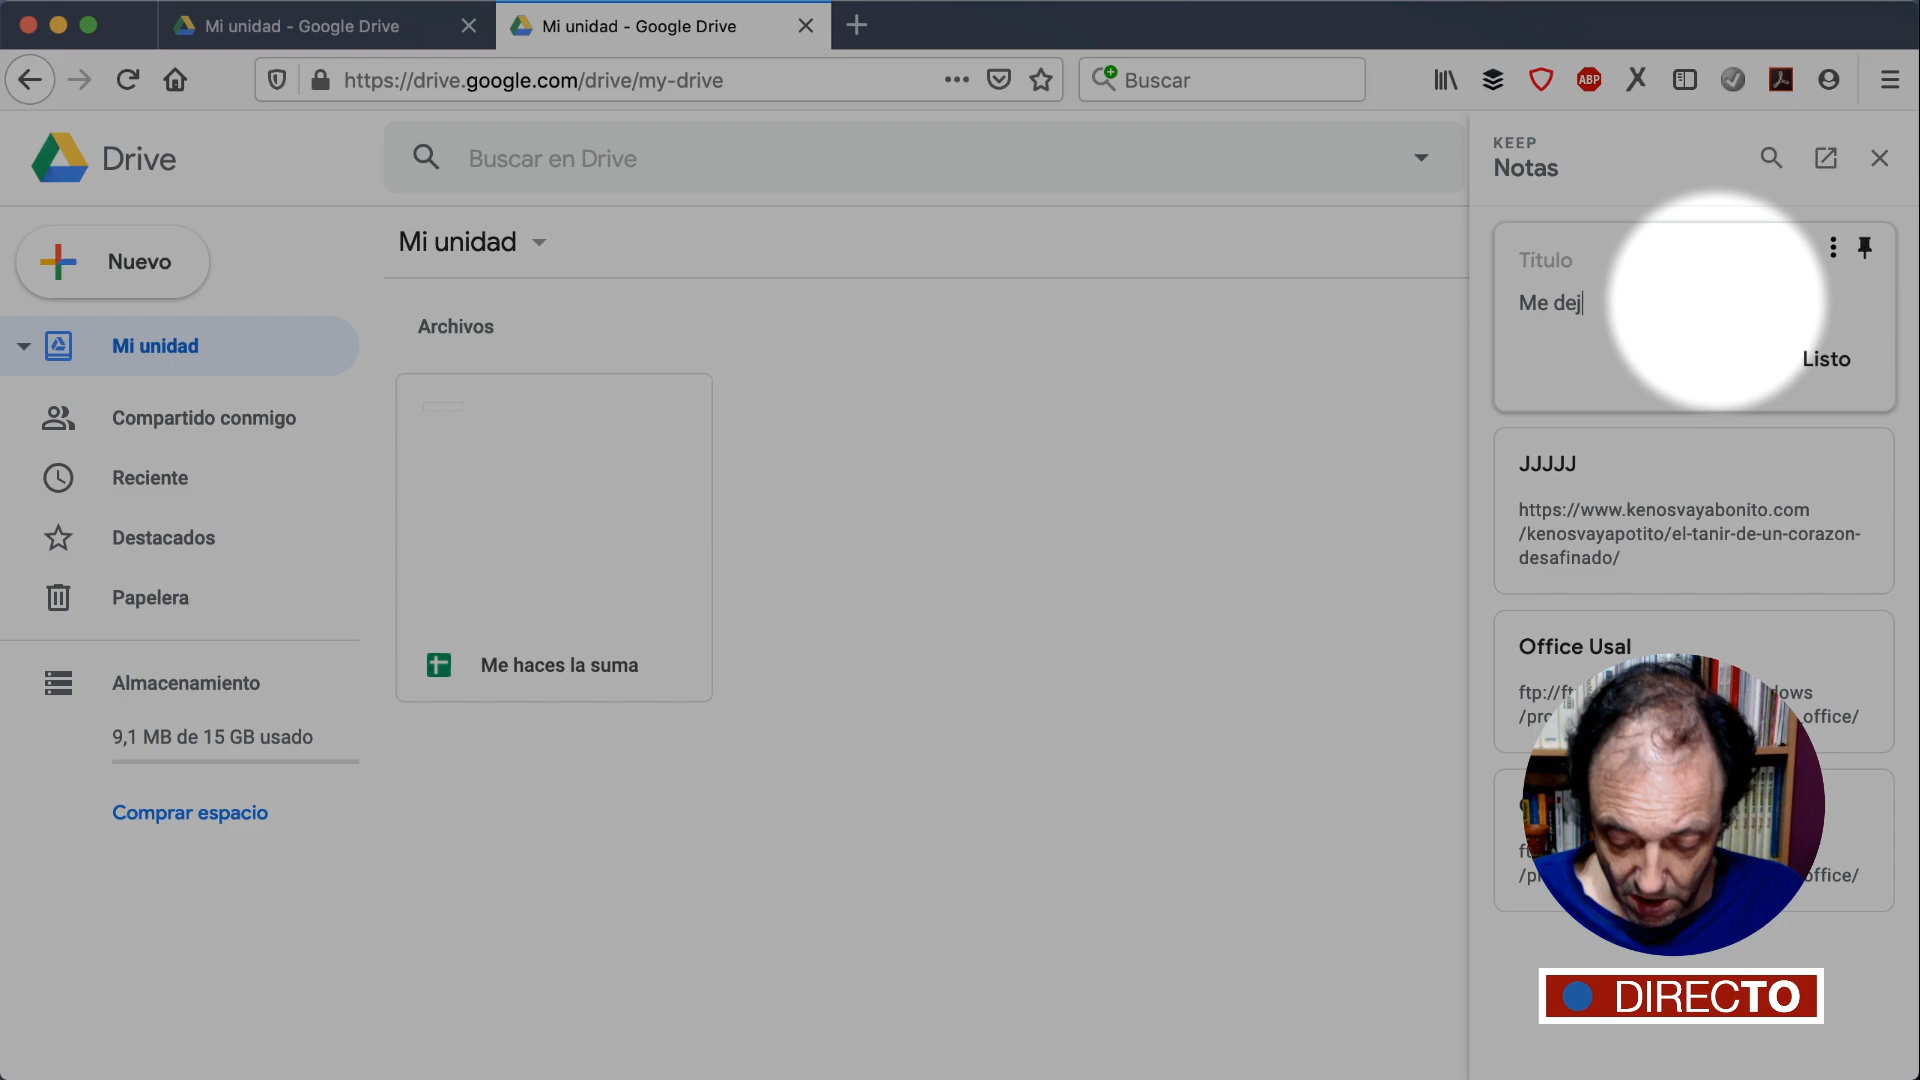 Mi unidad - Google Drive
Mi unidad - Google Drive
https://drive.google.com/drive/my-drive
Buscar
ABP
Drive
Buscar en Drive
KEEP
Notas
Nuevo
Mi unidad
Título
Me dej
Listo
Archivos
Mi unidad
Compartido conmigo
Reciente
Destacados
Papelera
JJJJJ
https://www.kenosvayabonito.com
/kenosvayapotito/el-tanir-de-un-corazon-
desafinado/
Me haces la suma
Office Usal
Almacenamiento
9,1 MB de 15 GB usado
office/
Comprar espacio
office/
DIRECTO